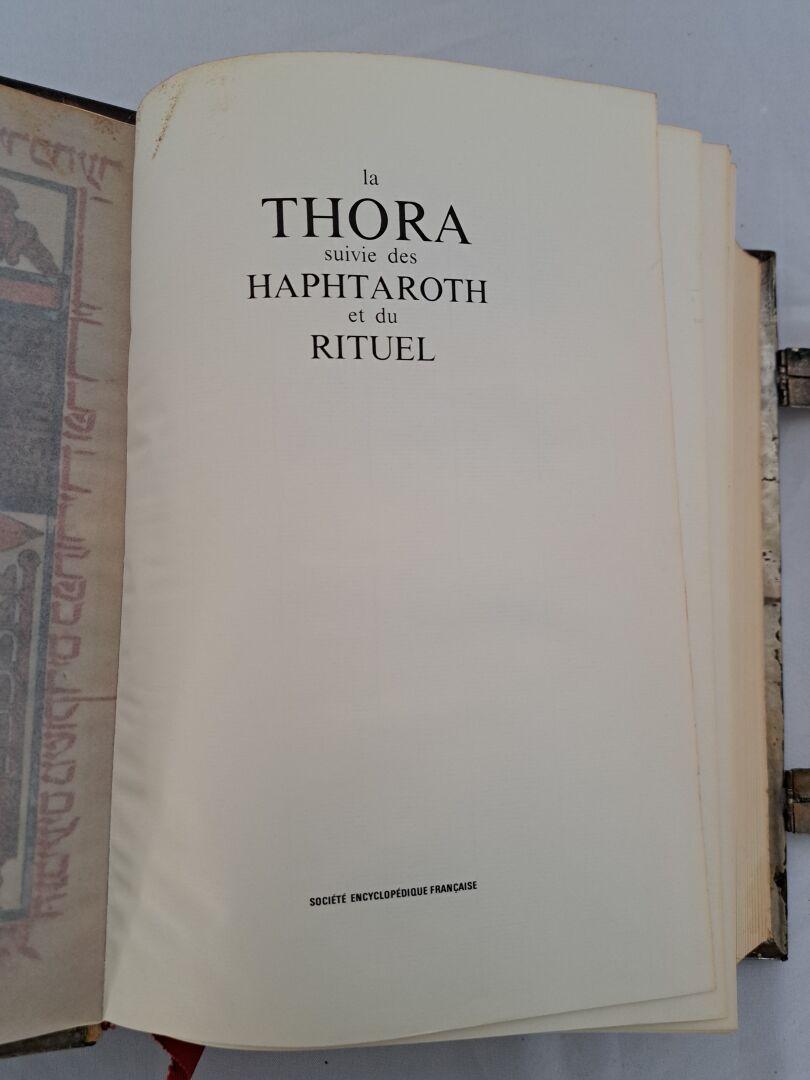 la
THORA
suivie des
HAPHTAROTH
et du
RITUEL
SOCIÉTÉ ENCYCLOPÉDIQUE FRANÇAISE